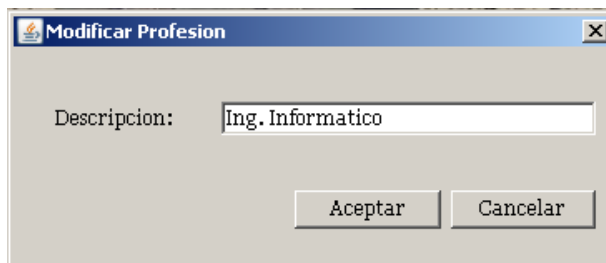 Modificar Profesion
Descripcion: Ing. Informatico
Aceptar Cancelar